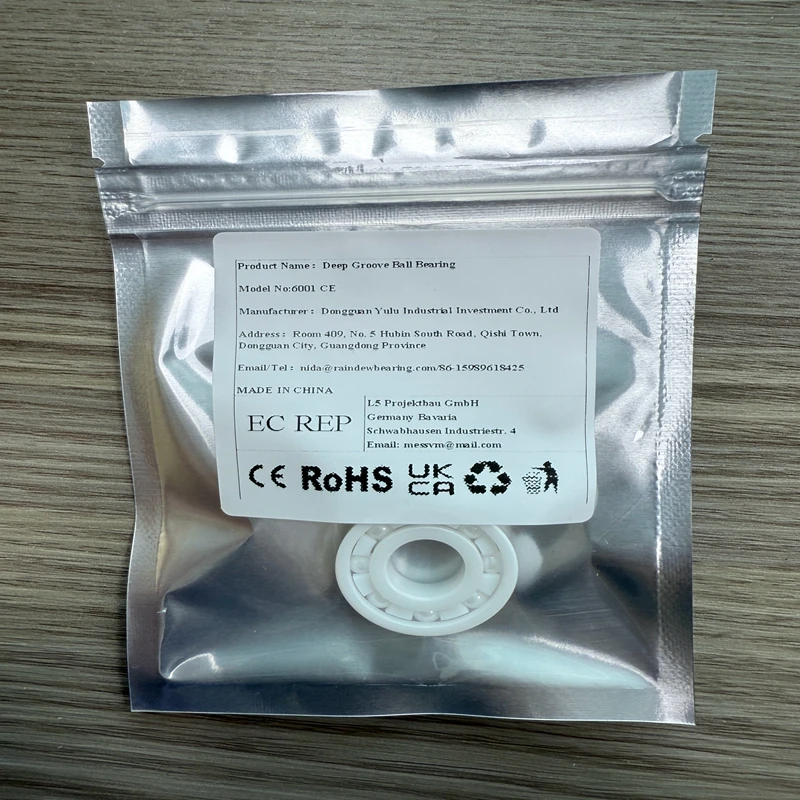 Product Name： Deep Groove Ball Bearing
Model No:6001 CE
Manufacturer： Dongguan Yulu Industrial Investment Co., Ltd
Address： Room 409, No. 5 Hubin South Road, Qishi Town,
Dongguan City, Guangdong Province
Email/Tel： nida@raindewbearing.com/86-15989618425
MADE IN CHINA
EC REP
L5 Projektbau GmbH
Germany Bavaria
Schwabhausen Industriestr. 4
Email: messvm@mail.com
CE RoHS UK
CA